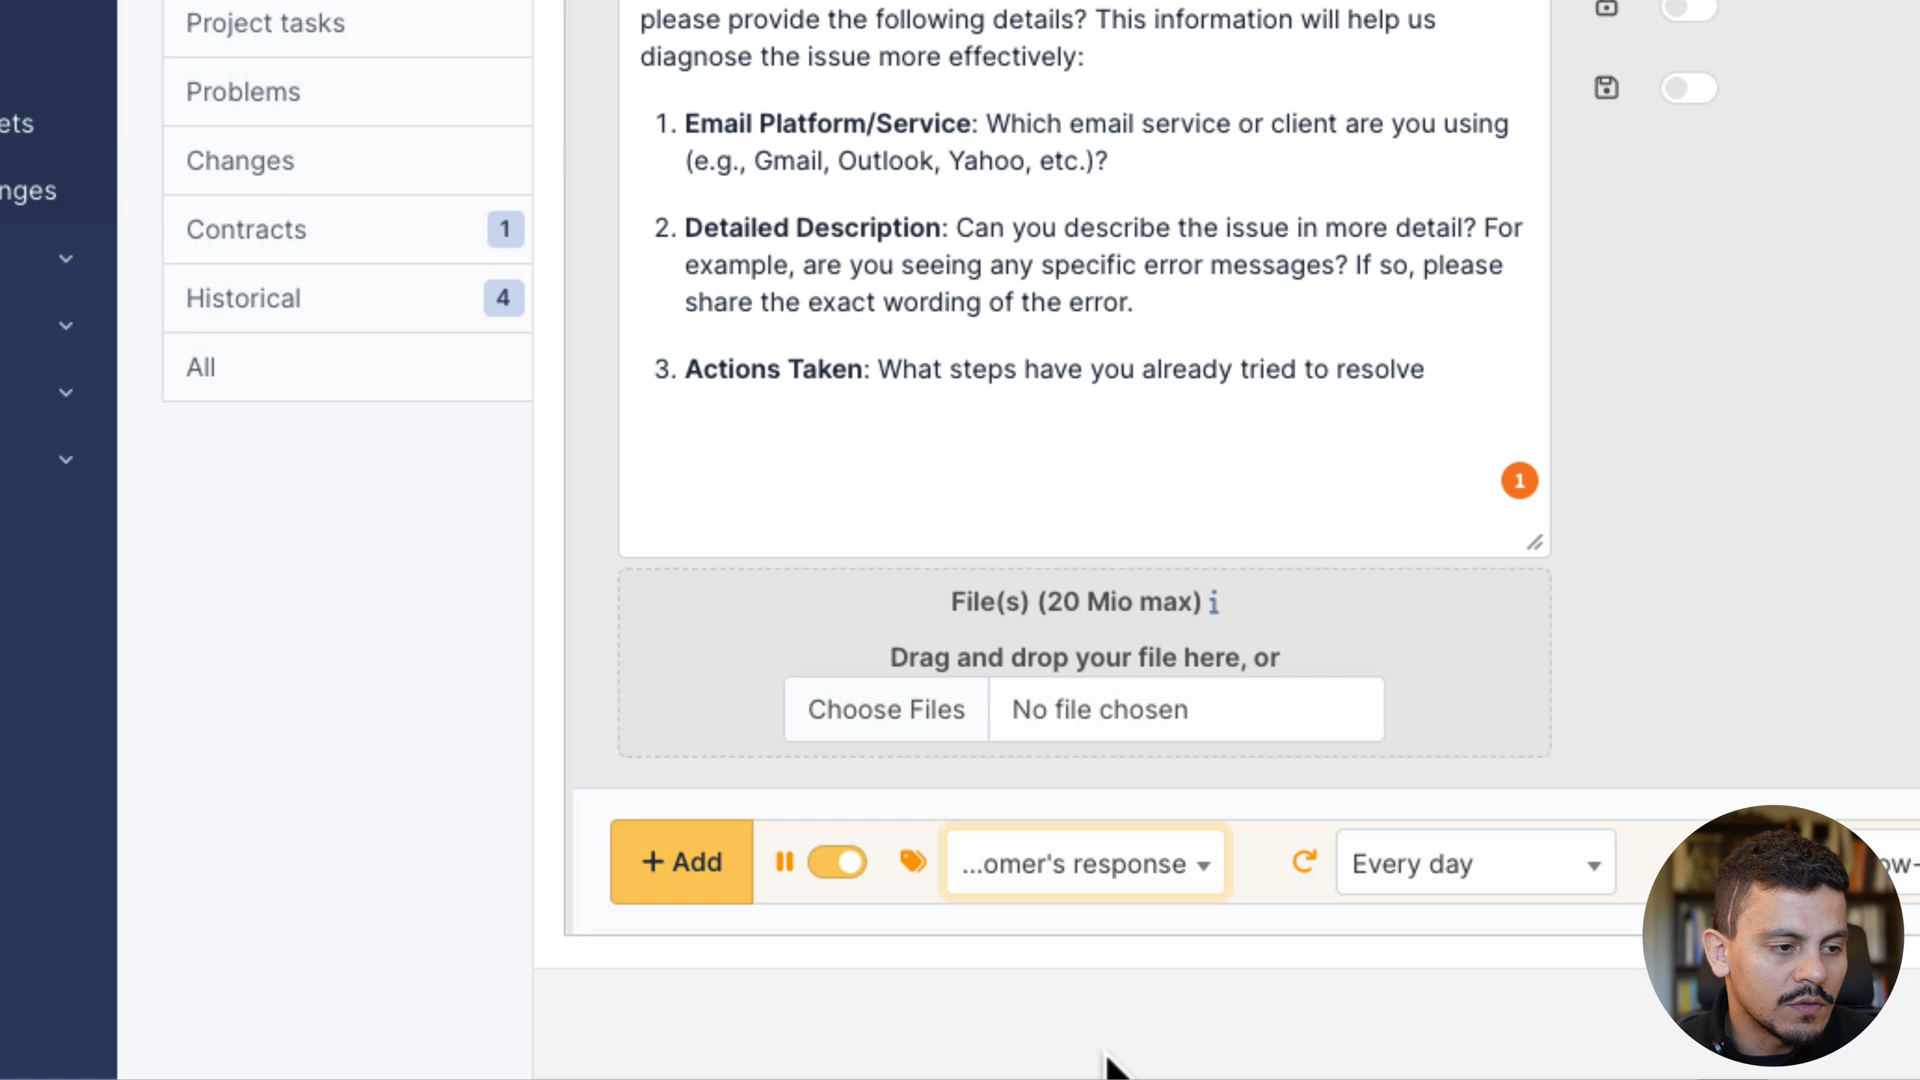 Project tasks
Problems
Changes
Contracts 1
Historical 4
All
ets
nges
please provide the following details? This information will help us
diagnose the issue more effectively:
1. Email Platform/Service: Which email service or client are you using
(e.g., Gmail, Outlook, Yahoo, etc.)?
2. Detailed Description: Can you describe the issue in more detail? For
example, are you seeing any specific error messages? If so, please
share the exact wording of the error.
3. Actions Taken: What steps have you already tried to resolve
1
File(s) (20 Mio max) i
Drag and drop your file here, or
Choose Files No file chosen
+ Add ...omer's response Every day ow-